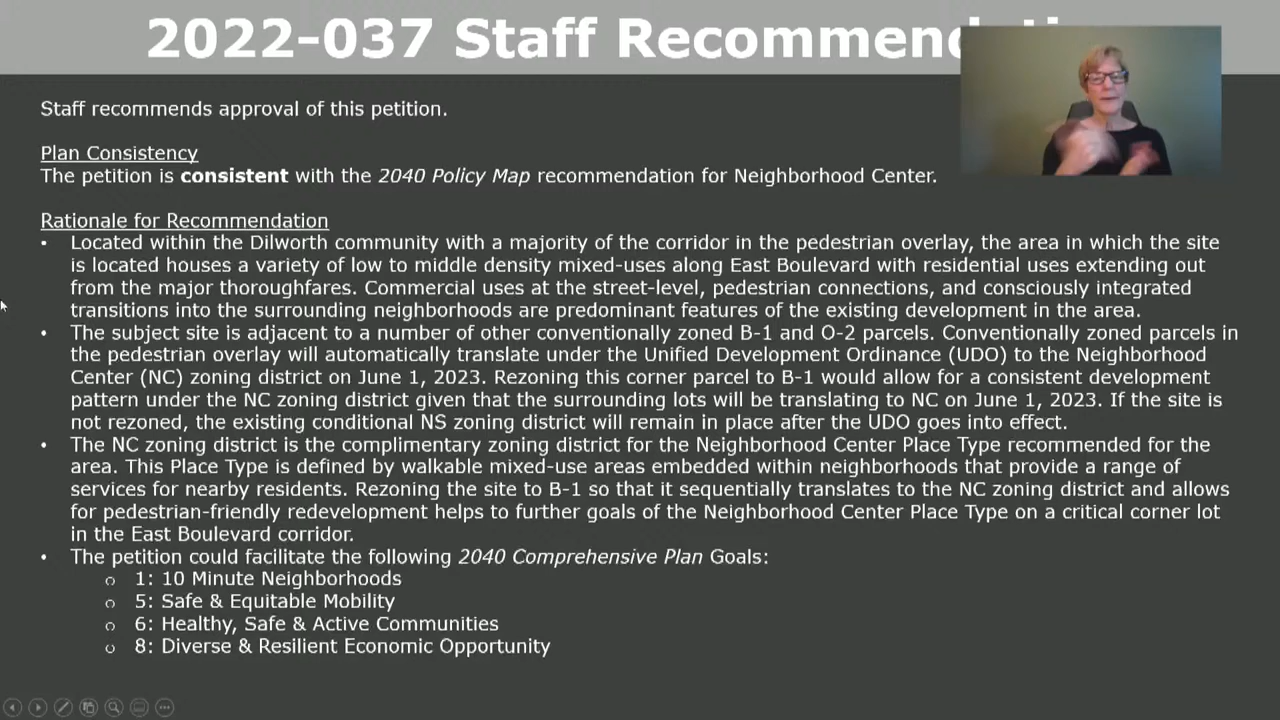 2022-037 Staff Recommendati
Staff recommends approval of this petition.
Plan Consistency
The petition is consistent with the 2040 Policy Map recommendation for Neighborhood Center.
Rationale for Recommendation
• Located within the Dilworth community with a majority of the corridor in the pedestrian overlay, the area in which the site
is located houses a variety of low to middle density mixed-uses along East Boulevard with residential uses extending out
from the major thoroughfares. Commercial uses at the street-level, pedestrian connections, and consciously integrated
transitions into the surrounding neighborhoods are predominant features of the existing development in the area.
• The subject site is adjacent to a number of other conventionally zoned B-1 and O-2 parcels. Conventionally zoned parcels in
the pedestrian overlay will automatically translate under the Unified Development Ordinance (UDO) to the Neighborhood
Center (NC) zoning district on June 1, 2023. Rezoning this corner parcel to B-1 would allow for a consistent development
pattern under the NC zoning district given that the surrounding lots will be translating to NC on June 1, 2023. If the site is
not rezoned, the existing conditional NS zoning district will remain in place after the UDO goes into effect.
• The NC zoning district is the complimentary zoning district for the Neighborhood Center Place Type recommended for the
area. This Place Type is defined by walkable mixed-use areas embedded within neighborhoods that provide a range of
services for nearby residents. Rezoning the site to B-1 so that it sequentially translates to the NC zoning district and allows
for pedestrian-friendly redevelopment helps to further goals of the Neighborhood Center Place Type on a critical corner lot
in the East Boulevard corridor.
• The petition could facilitate the following 2040 Comprehensive Plan Goals:
○ 1: 10 Minute Neighborhoods
○ 5: Safe & Equitable Mobility
○ 6: Healthy, Safe & Active Communities
○ 8: Diverse & Resilient Economic Opportunity